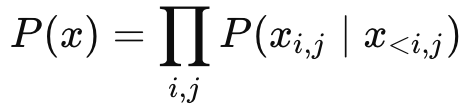 P(x) = ∏_{i,j} P(x_{i,j} | x_{<i,j})